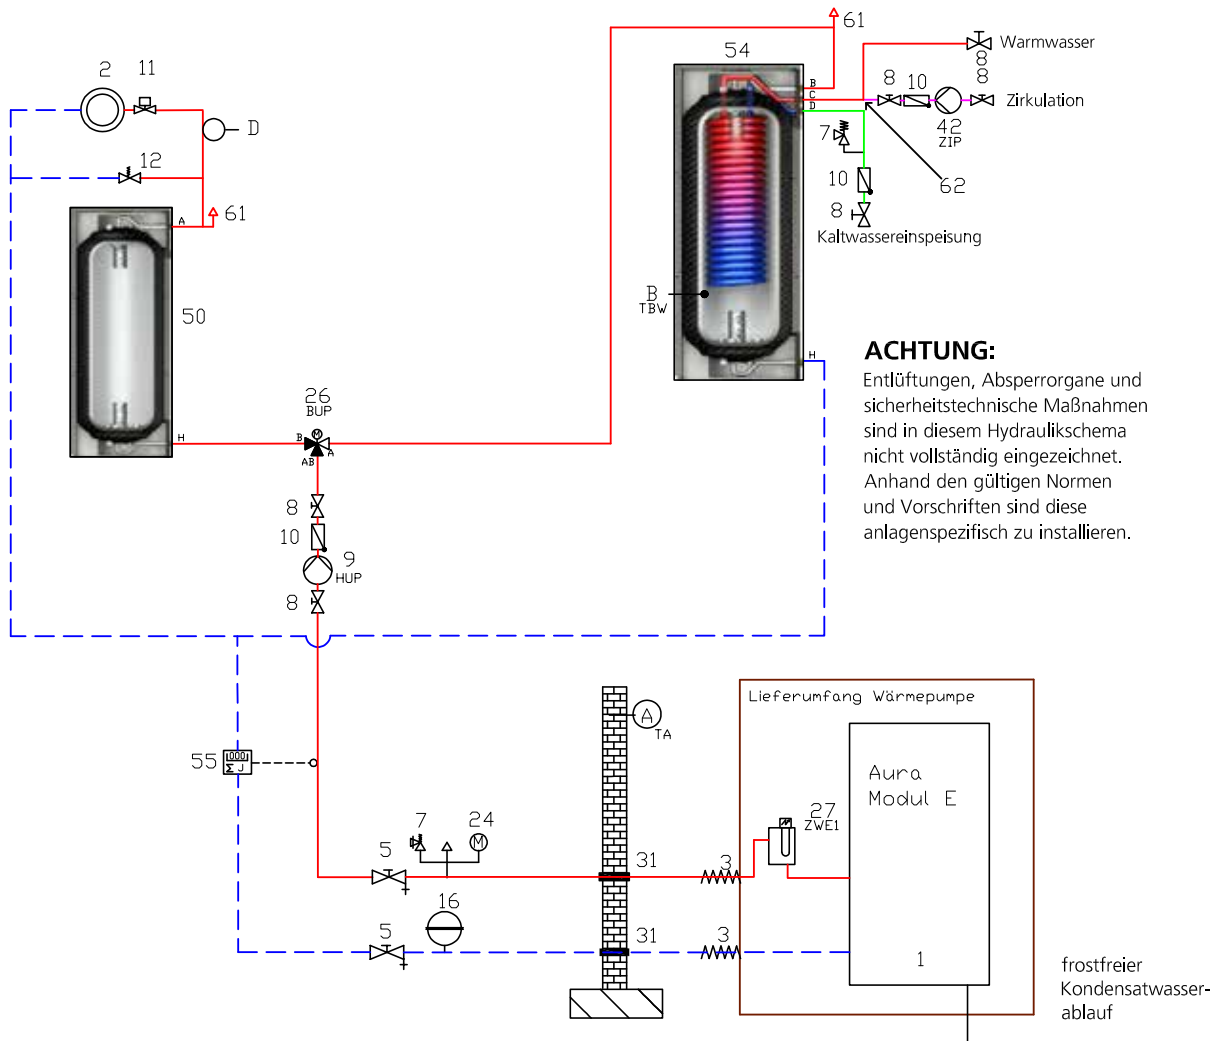 61
54
2
11
B
C
D
8
10
8
8
Warmwasser
Zirkulation
42
ZIP
D
7
12
10
62
8
Kaltwassereinspeisung
A
61
B
TBW
50
H
ACHTUNG:
Entlüftungen, Absperrorgane und
sicherheitstechnische Maßnahmen
sind in diesem Hydraulikschema
nicht vollständig eingezeichnet.
Anhand den gültigen Normen
und Vorschriften sind diese
anlagenspezifisch zu installieren.
26
BUP
M
H
B
A
AB
8
10
9
HUP
8
Lieferumfang Wärmepumpe
A
TA
55
000
Σ J
Aura
Modul E
27
ZWE1
7
24
M
5
31
3
16
5
31
3
1
frostfreier
Kondensatwasser-
ablauf